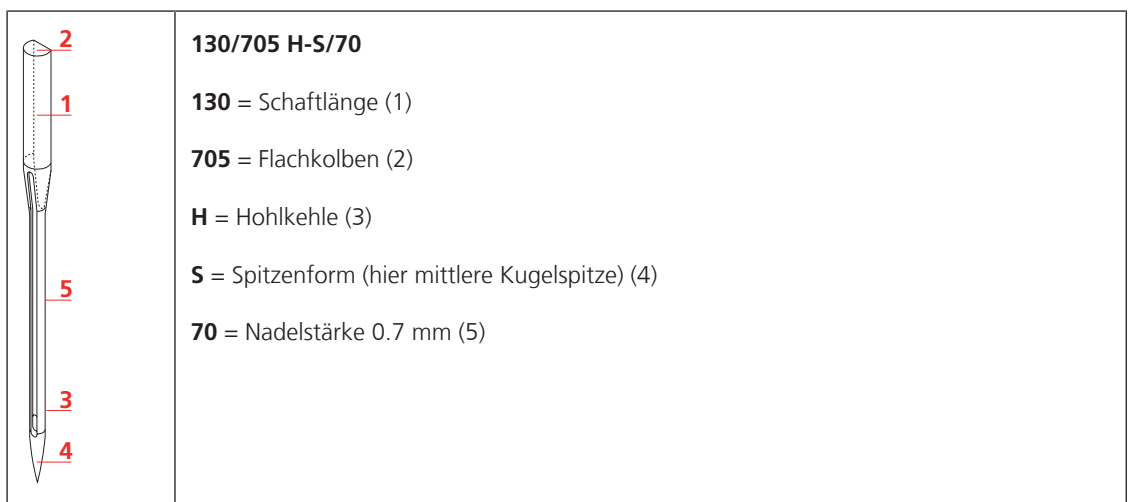 2
1
5
3
4
130/705 H-S/70
130 = Schaftlänge (1)
705 = Flachkolben (2)
H = Hohlkehle (3)
S = Spitzenform (hier mittlere Kugelspitze) (4)
70 = Nadelstärke 0.7 mm (5)